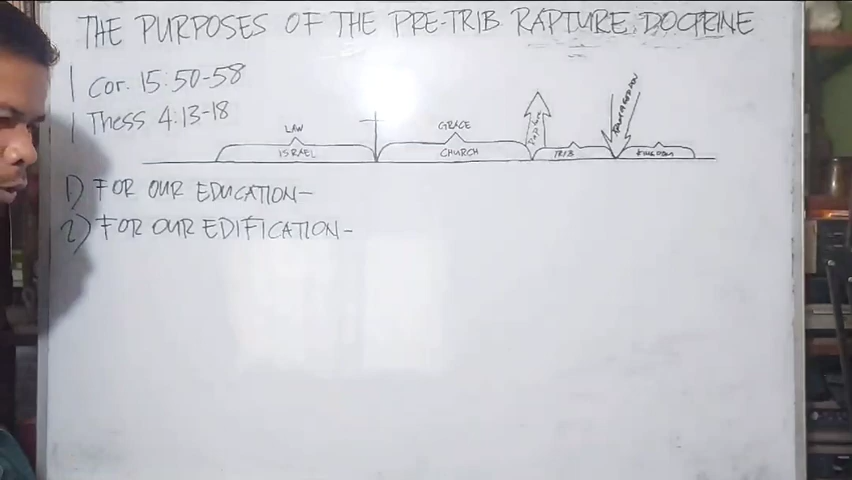 THE PURPOSES OF THE PRE-TRIB RAPTURE DOCTRINE
1 Cor. 15:50-58
1 Thess 4:13-18
LAW
GRACE
ISRAEL
CHURCH
TRIB
KINGDOM
1) FOR OUR EDUCATION-
2) FOR OUR EDIFICATION-